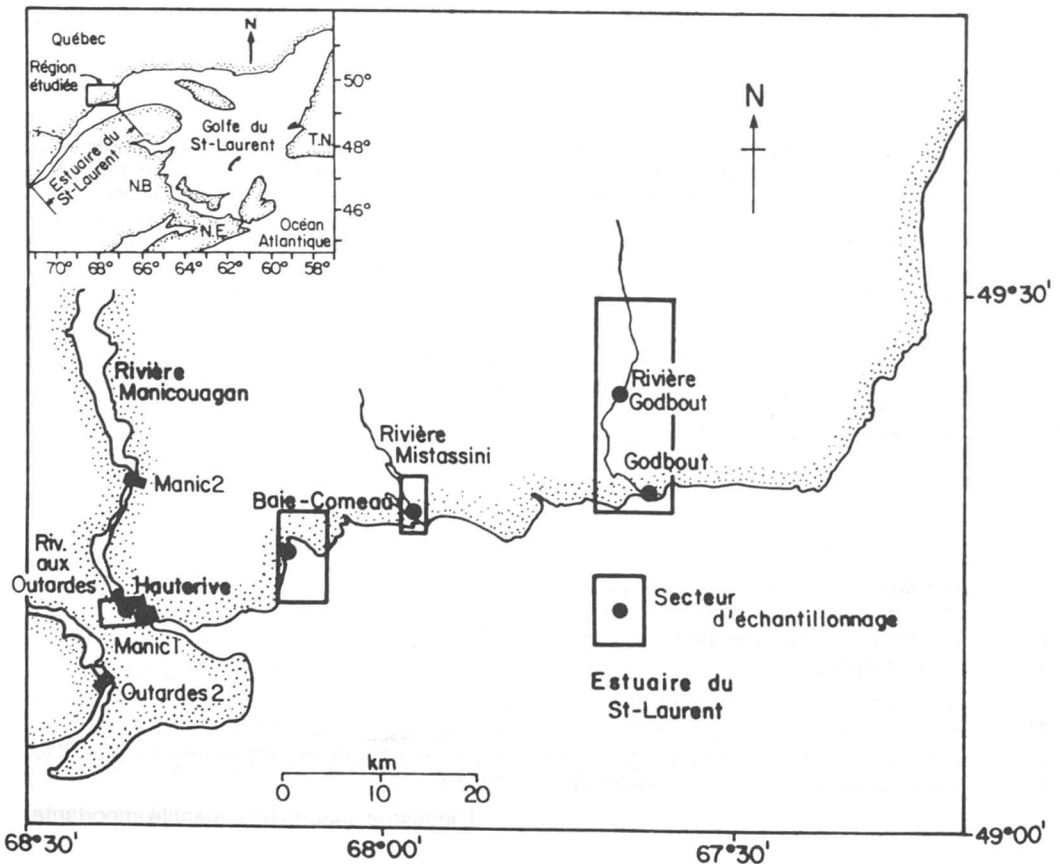 Québec
Région
étudiée
N
50°
48°
46°
Golfe du
St-Laurent
T.N.
Estuaire du
St-Laurent
N.B
N.E.
Océan
Atlantique
70° 68° 66° 64° 62° 60° 58°
N
49°30'
Rivière
Manicouagan
Manic2
Rivière
Mistassini
Rivière
Godbout
Godbout
Baie-Comeau
Riv.
aux
Outardes
Hauterive
Manic1
Outardes2
Secteur
d'échantillonnage
Estuaire du
St-Laurent
km
0 10 20
68°30'
68°00'
67°30'
49°00'